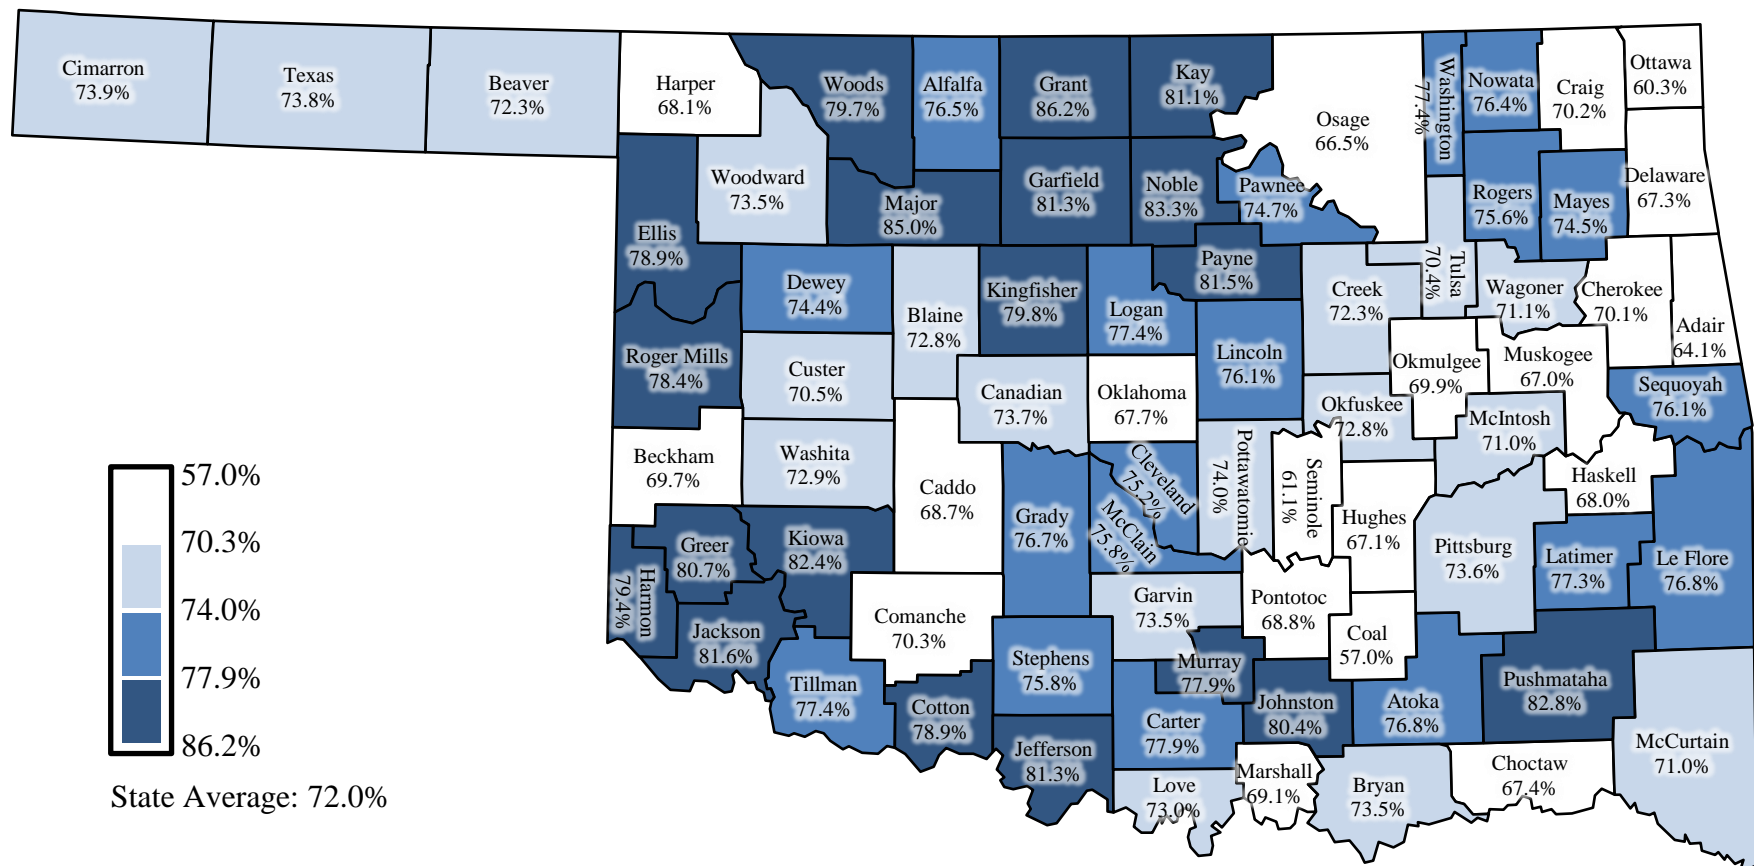 Cimarron
73.9%
Texas
73.8%
Beaver
72.3%
Harper
68.1%
Woods
79.7%
Alfalfa
76.5%
Grant
86.2%
Kay
81.1%
Osage
66.5%
Washington
77.4%
Nowata
76.4%
Craig
70.2%
Ottawa
60.3%
Woodward
73.5%
Major
85.0%
Garfield
81.3%
Noble
83.3%
Pawnee
74.7%
Rogers
75.6%
Mayes
74.5%
Delaware
67.3%
Ellis
78.9%
Dewey
74.4%
Blaine
72.8%
Kingfisher
79.8%
Logan
77.4%
Payne
81.5%
Creek
72.3%
Tulsa
70.4%
Wagoner
71.1%
Cherokee
70.1%
Adair
64.1%
Roger Mills
78.4%
Custer
70.5%
Canadian
73.7%
Oklahoma
67.7%
Lincoln
76.1%
Okmulgee
69.9%
Muskogee
67.0%
Sequoyah
76.1%
Okfuskee
72.8%
McIntosh
71.0%
Beckham
69.7%
Washita
72.9%
Caddo
68.7%
Grady
76.7%
Cleveland
75.2%
McClain
75.8%
Pottawatomie
74.0%
Seminole
61.1%
Hughes
67.1%
Haskell
68.0%
Pittsburg
73.6%
Latimer
77.3%
Le Flore
76.8%
Greer
80.7%
Kiowa
82.4%
Harmon
79.4%
Jackson
81.6%
Comanche
70.3%
Garvin
73.5%
Pontotoc
68.8%
Coal
57.0%
Tillman
77.4%
Cotton
78.9%
Stephens
75.8%
Murray
77.9%
Johnston
80.4%
Atoka
76.8%
Pushmataha
82.8%
Jefferson
81.3%
Carter
77.9%
Love
73.0%
Marshall
69.1%
Bryan
73.5%
Choctaw
67.4%
McCurtain
71.0%
57.0%
70.3%
74.0%
77.9%
86.2%
State Average: 72.0%